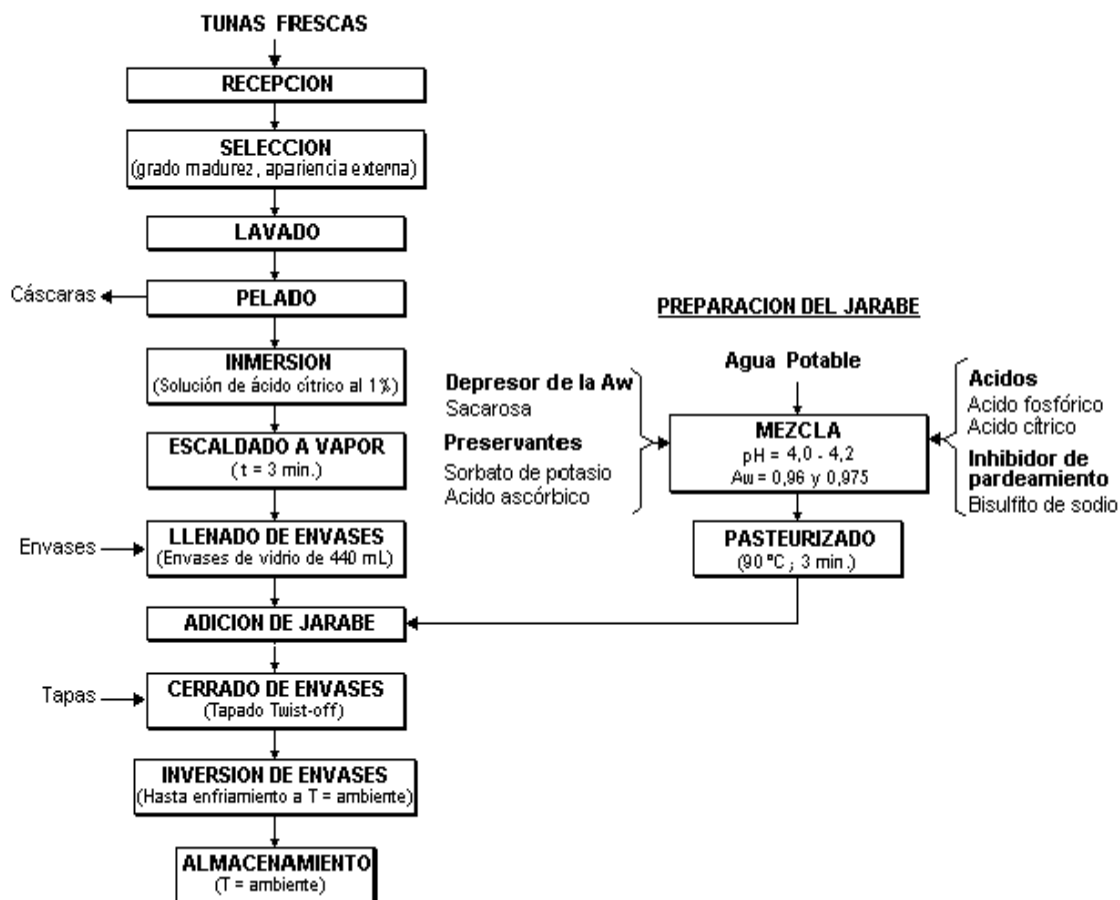 TUNAS FRESCAS
RECEPCION
SELECCION
(grado madurez, apariencia externa)
LAVADO
Cáscaras
PELADO
INMERSION
(Solución de ácido cítrico al 1%)
ESCALDADO A VAPOR
( t = 3 min.)
Envases
LLENADO DE ENVASES
(Envases de vidrio de 440 mL)
ADICION DE JARABE
Tapas
CERRADO DE ENVASES
(Tapado Twist-off)
INVERSION DE ENVASES
(Hasta enfriamiento a T = ambiente)
ALMACENAMIENTO
(T = ambiente)
PREPARACION DEL JARABE
Agua Potable
Depresor de la Aw
Sacarosa
Preservantes
Sorbato de potasio
Acido ascórbico
MEZCLA
pH = 4,0 - 4,2
Aw = 0,96 y 0,975
Acidos
Acido fosfórico
Acido cítrico
Inhibidor de
pardeamiento
Bisulfito de sodio
PASTEURIZADO
(90 °C ; 3 min.)